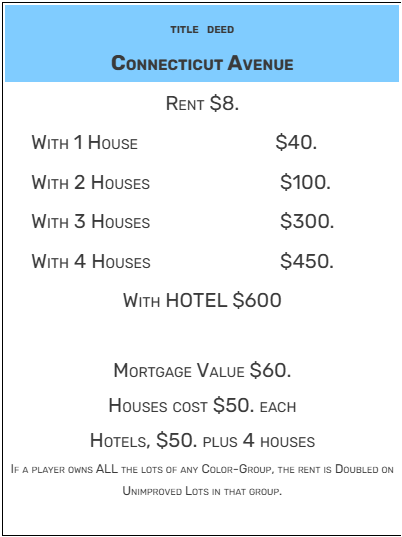 TITLE DEED
CONNECTICUT AVENUE
RENT $8.
WITH 1 HOUSE $40.
WITH 2 HOUSES $100.
WITH 3 HOUSES $300.
WITH 4 HOUSES $450.
WITH HOTEL $600
MORTGAGE VALUE $60.
HOUSES COST $50. EACH
HOTELS, $50. PLUS 4 HOUSES
IF A PLAYER OWNS ALL THE LOTS OF ANY COLOR-GROUP, THE RENT IS DOUBLED ON
UNIMPROVED LOTS IN THAT GROUP.